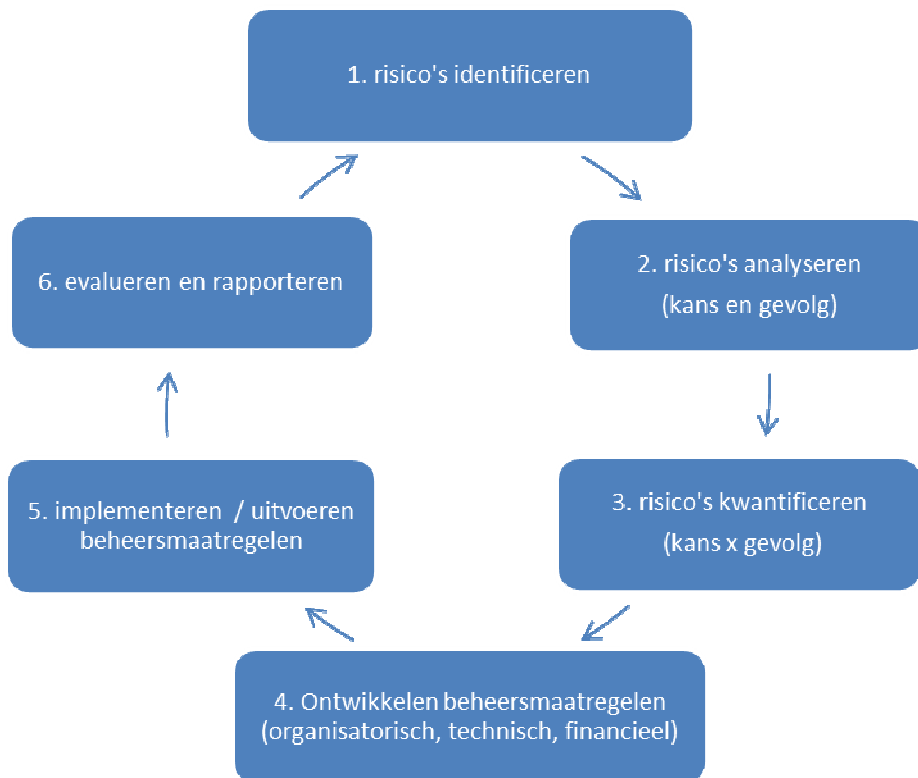 1. risico's identificeren
2. risico's analyseren
(kans en gevolg)
3. risico's kwantificeren
(kans x gevolg)
4. Ontwikkelen beheersmaatregelen
(organisatorisch, technisch, financieel)
5. implementeren / uitvoeren
beheersmaatregelen
6. evalueren en rapporteren